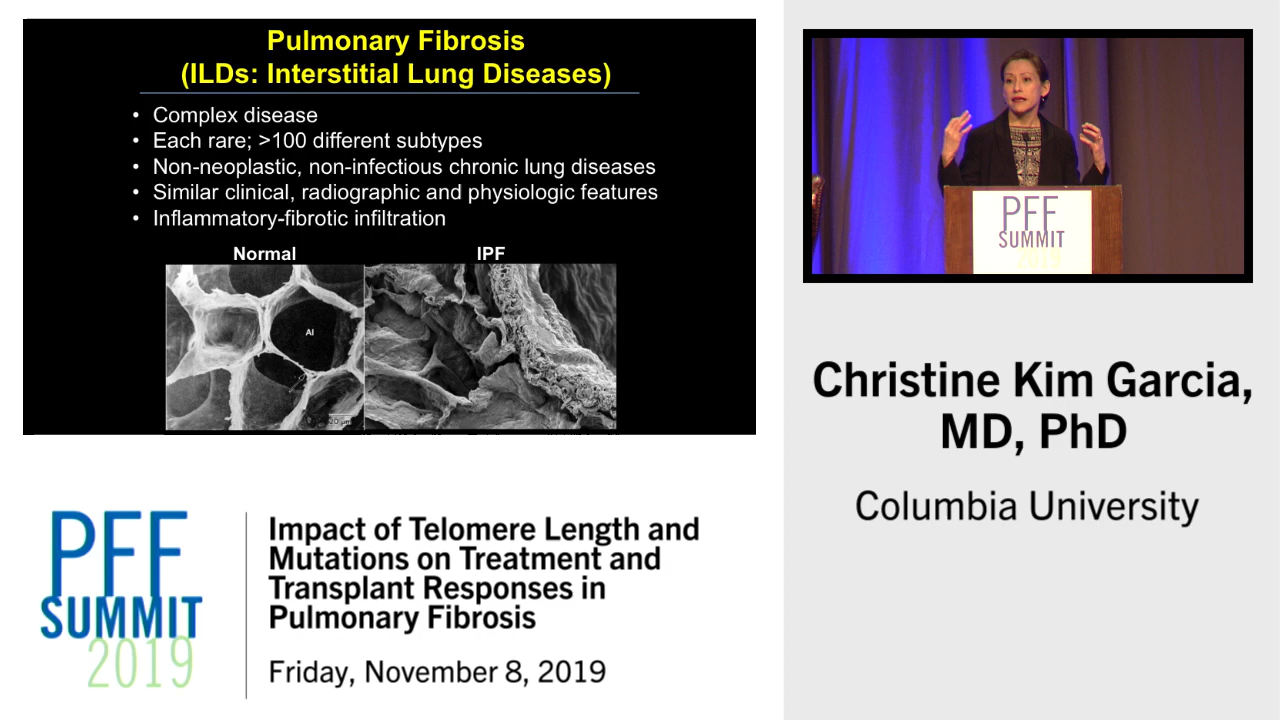 Pulmonary Fibrosis
(ILDs: Interstitial Lung Diseases)
• Complex disease
• Each rare; >100 different subtypes
• Non-neoplastic, non-infectious chronic lung diseases
• Similar clinical, radiographic and physiologic features
• Inflammatory-fibrotic infiltration
Normal
IPF
Al
PFF
SUMMIT
2019
Christine Kim Garcia,
MD, PhD
Columbia University
PFF
SUMMIT
2019
Impact of Telomere Length and
Mutations on Treatment and
Transplant Responses in
Pulmonary Fibrosis
Friday, November 8, 2019